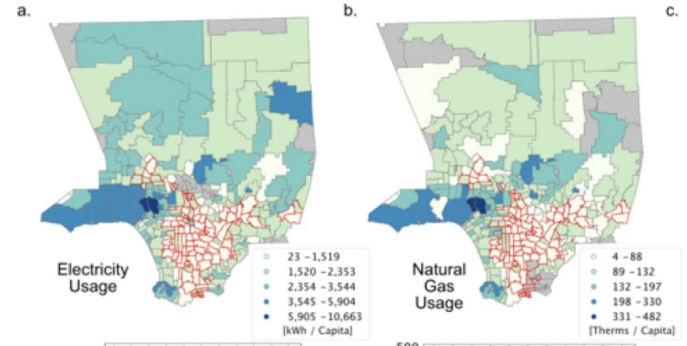 a.
b.
c.
Electricity
Usage
23 – 1,519
1,520 – 2,353
2,354 – 3,544
3,545 – 5,904
5,905 – 10,663
[kWh / Capita]
Natural
Gas
Usage
4 – 88
89 – 132
132 – 197
198 – 330
331 – 482
[Therms / Capita]
500